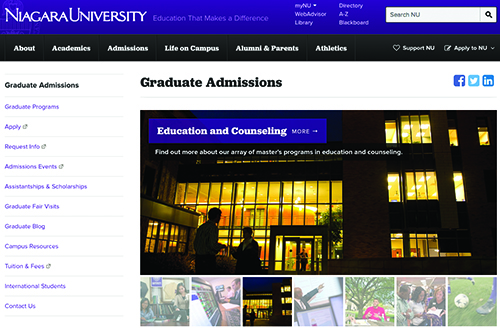 NIAGARA UNIVERSITY
Education That Makes a Difference
myNU
WebAdvisor
Library
Directory
A-Z
Blackboard
Search NU
About Academics Admissions Life on Campus Alumni & Parents Athletics
Support NU Apply to NU
Graduate Admissions
Graduate Programs
Apply
Request Info
Admissions Events
Assistantships & Scholarships
Graduate Fair Visits
Graduate Blog
Campus Resources
Tuition & Fees
International Students
Contact Us
Graduate Admissions
Education and Counseling MORE →
Find out more about our array of master's programs in education and counseling.